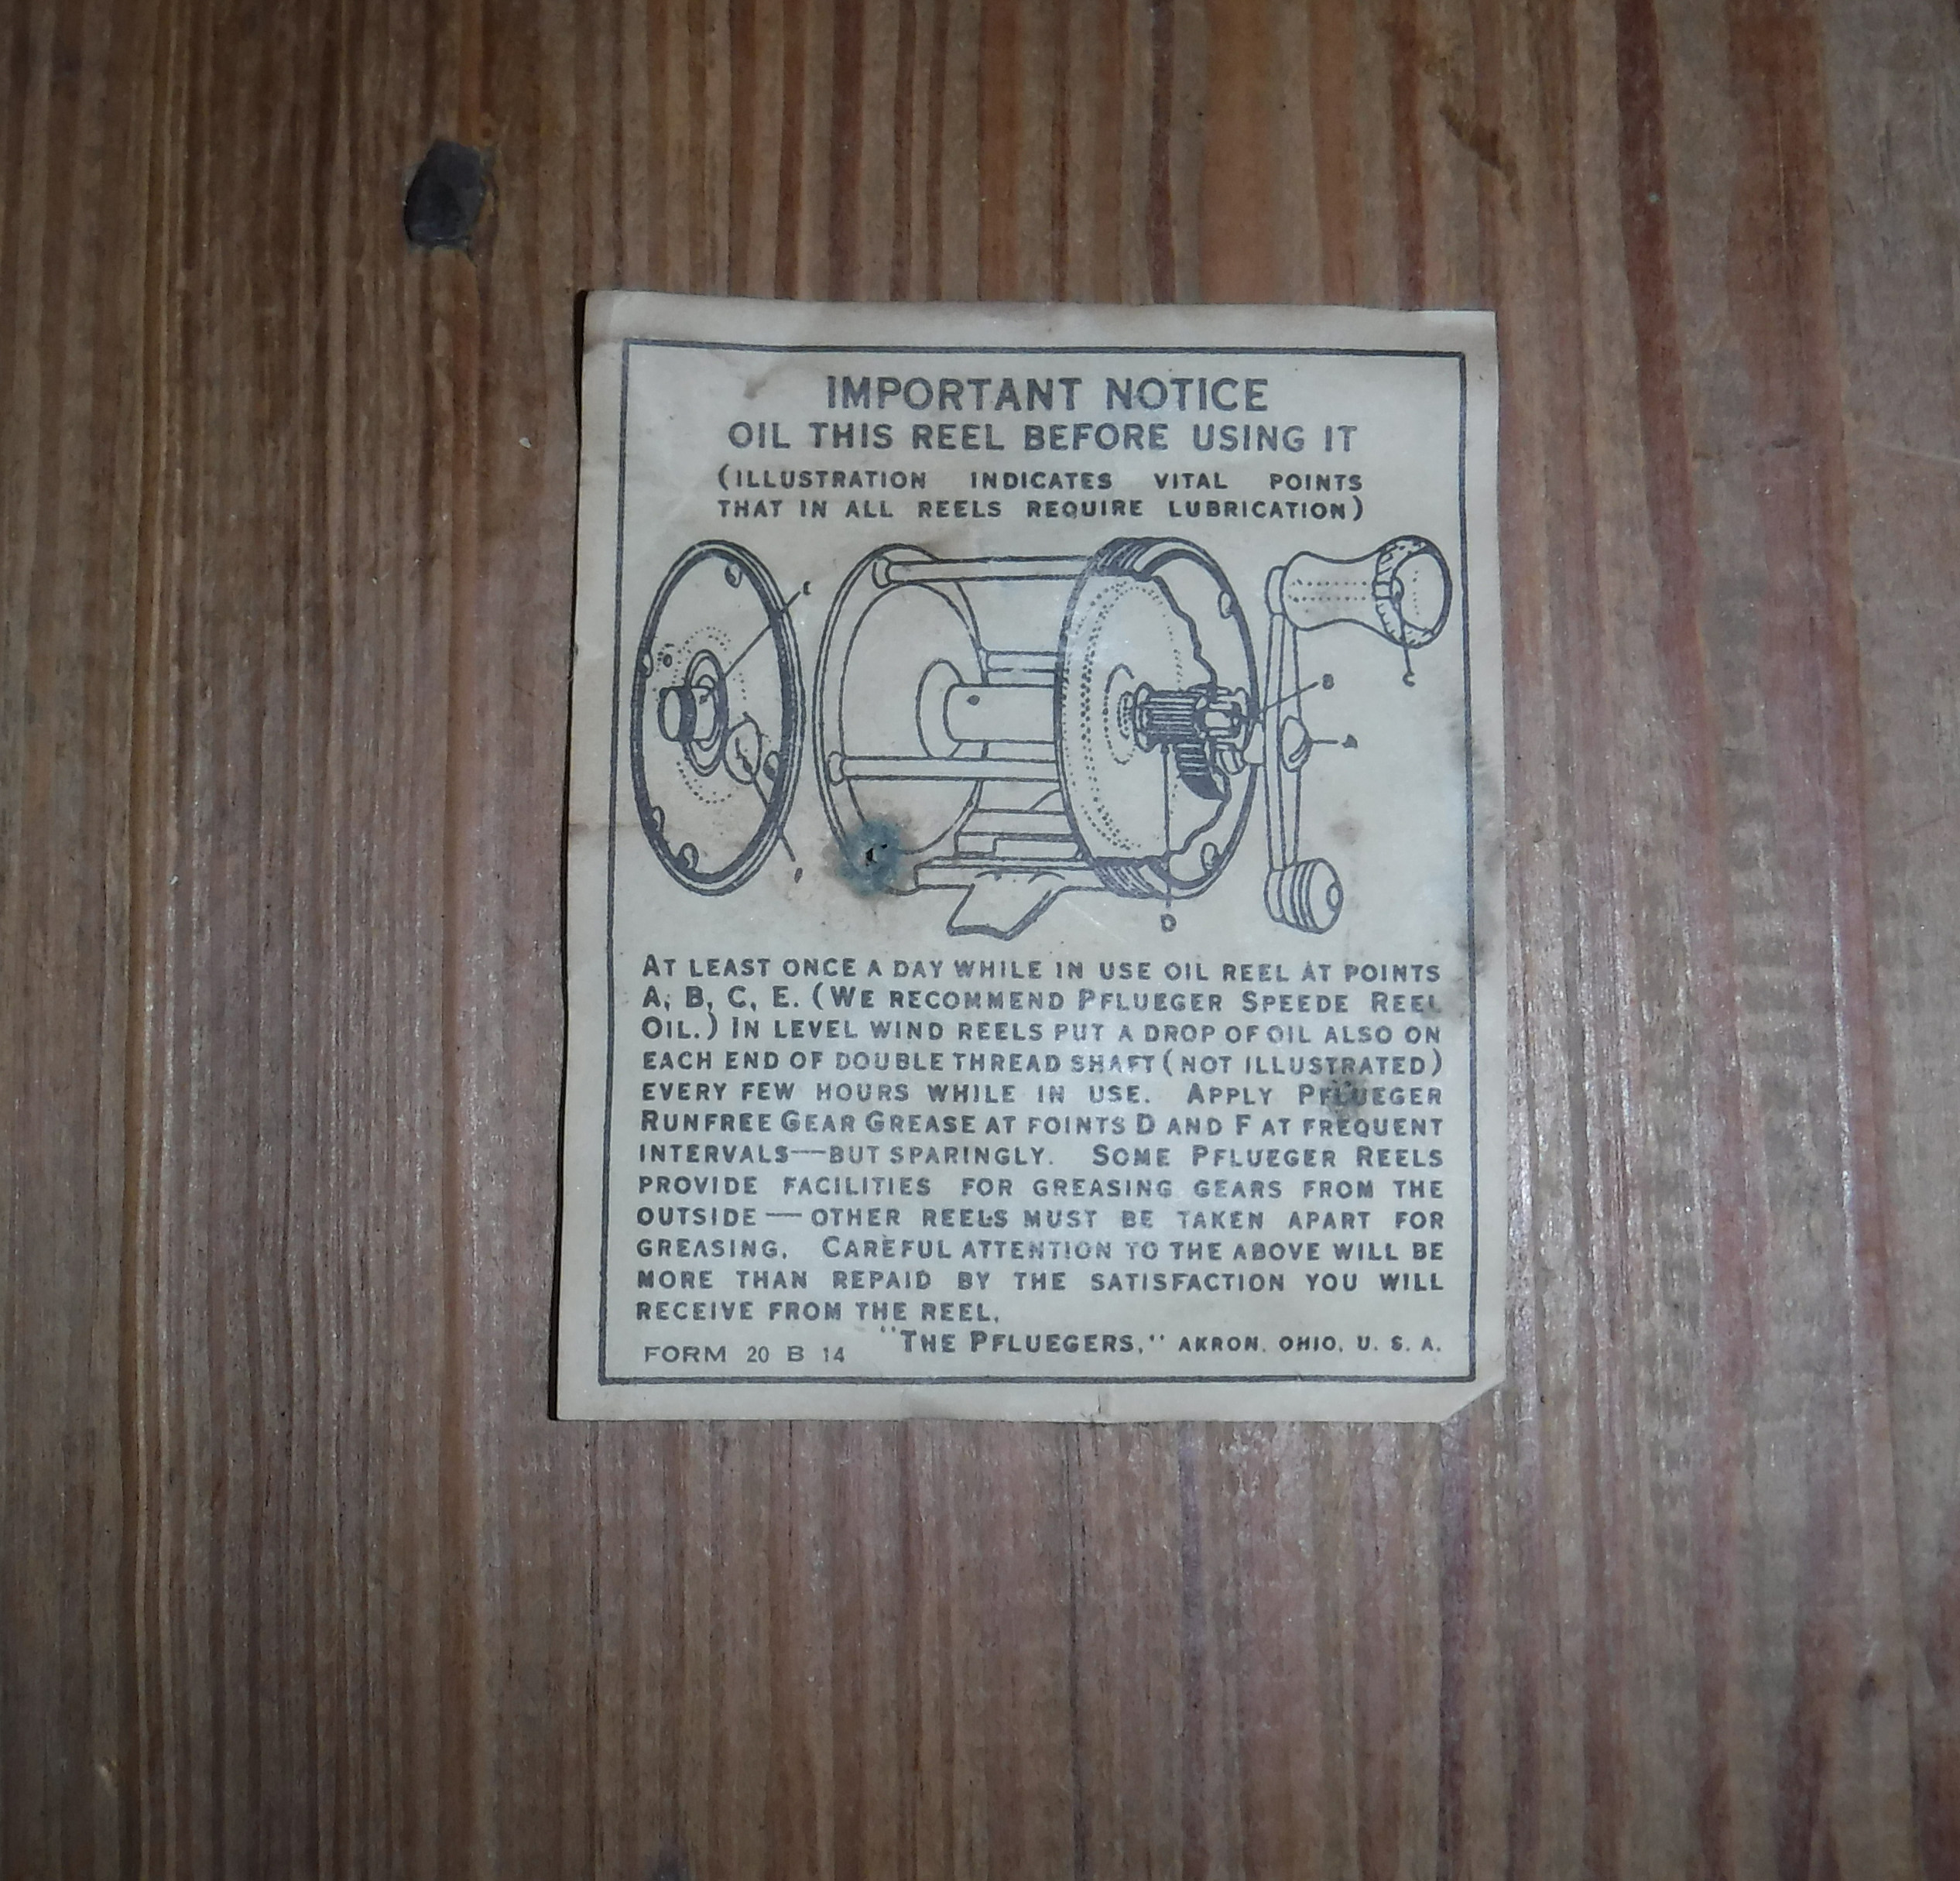 IMPORTANT NOTICE
OIL THIS REEL BEFORE USING IT
(ILLUSTRATION INDICATES VITAL POINTS
THAT IN ALL REELS REQUIRE LUBRICATION)
B
C
A
D
AT LEAST ONCE A DAY WHILE IN USE OIL REEL AT POINTS
A, B, C, E. (WE RECOMMEND PFLUEGER SPEEDE REEL
OIL.) IN LEVEL WIND REELS PUT A DROP OF OIL ALSO ON
EACH END OF DOUBLE THREAD SHAFT (NOT ILLUSTRATED)
EVERY FEW HOURS WHILE IN USE. APPLY PFLUEGER
RUNFREE GEAR GREASE AT POINTS D AND F AT FREQUENT
INTERVALS—BUT SPARINGLY. SOME PFLUEGER REELS
PROVIDE FACILITIES FOR GREASING GEARS FROM THE
OUTSIDE—OTHER REELS MUST BE TAKEN APART FOR
GREASING. CAREFUL ATTENTION TO THE ABOVE WILL BE
MORE THAN REPAID BY THE SATISFACTION YOU WILL
RECEIVE FROM THE REEL.
"THE PFLUEGERS," AKRON, OHIO, U. S. A.
FORM 20 B 14